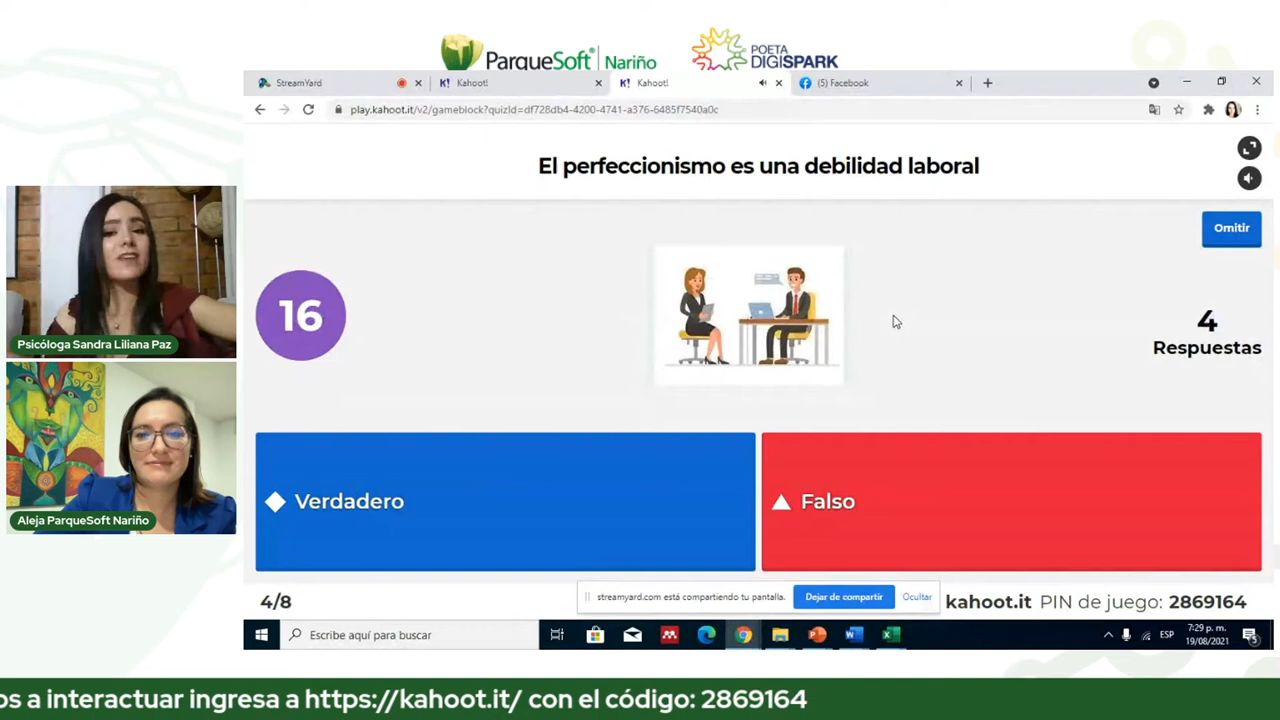 ParqueSoft | Nariño
POETA
DIGISPARK
StreamYard
Kahoot!
Kahoot!
(5) Facebook
play.kahoot.it/v2/gameblock?quizId=df728db4-4200-4741-a376-6485f7540a0c
El perfeccionismo es una debilidad laboral
Omitir
16
4
Respuestas
Psicóloga Sandra Liliana Paz
Aleja ParqueSoft Nariño
Verdadero
Falso
4/8
streamyard.com está compartiendo tu pantalla.
Dejar de compartir
Ocultar
kahoot.it PIN de juego: 2869164
Escribe aquí para buscar
ESP
7:29 p. m.
19/08/2021
os a interactuar ingresa a https://kahoot.it/ con el código: 2869164